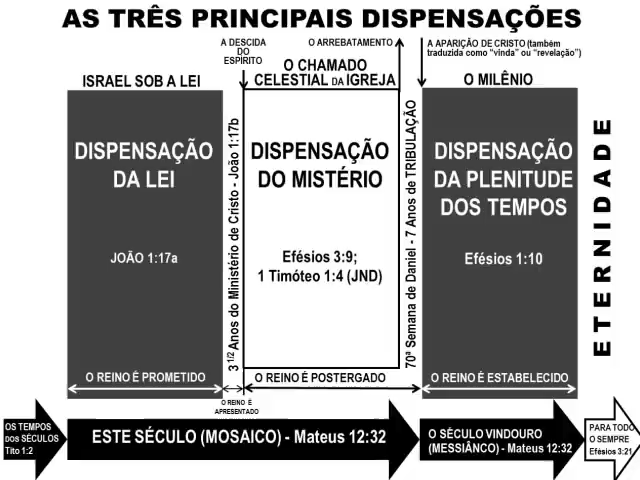 AS TRÊS PRINCIPAIS DISPENSAÇÕES
A DESCIDA
DO
ESPÍRITO
O ARREBATAMENTO
A APARIÇÃO DE CRISTO (também
traduzida como “vinda” ou “revelação”)
ISRAEL SOB A LEI
O CHAMADO
CELESTIAL DA IGREJA
O MILÊNIO
DISPENSAÇÃO
DA LEI
JOÃO 1:17a
3 1/2 Anos do Ministério de Cristo - João 1:17b
DISPENSAÇÃO
DO MISTÉRIO
Efésios 3:9;
1 Timóteo 1:4 (JND)
70ª Semana de Daniel - 7 Anos de TRIBULAÇÃO
DISPENSAÇÃO
DA PLENITUDE
DOS TEMPOS
Efésios 1:10
ETERNIDADE
O REINO É PROMETIDO
O REINO É
APRESENTADO
O REINO É POSTERGADO
O REINO É ESTABELECIDO
OS TEMPOS
DOS SÉCULOS
Tito 1:2
ESTE SÉCULO (MOSAICO) - Mateus 12:32
O SÉCULO VINDOURO
(MESSIÂNCO) - Mateus 12:32
PARA TODO
O SEMPRE
Efésios 3:21